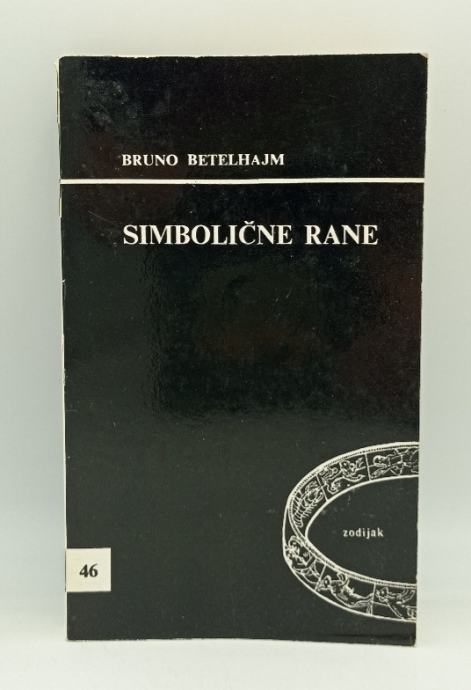 BRUNO BETELHAJM
SIMBOLIČNE RANE
zodijak
46